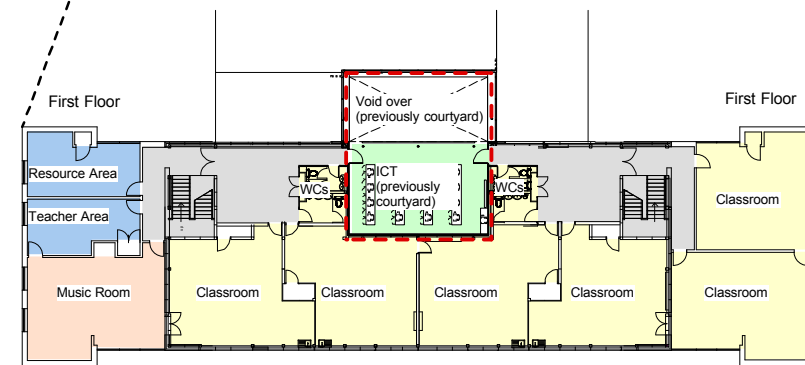 First Floor
First Floor
Void over
(previously courtyard)
Resource Area
Teacher Area
WCs
ICT
(previously
courtyard)
WCs
Classroom
Music Room
Classroom
Classroom
Classroom
Classroom
Classroom